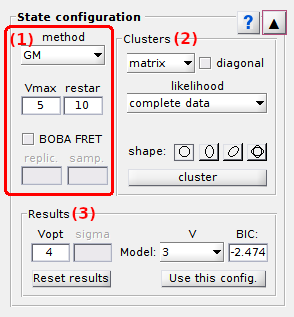 State configuration
? ▲
(1) method
GM
Vmax restar
5 10
BOBA FRET
replic. samp.
Clusters (2)
matrix diagonal
likelihood
complete data
shape:
cluster
Results (3)
Vopt sigma V BIC:
4 Model: 3 -2.474
Reset results Use this config.